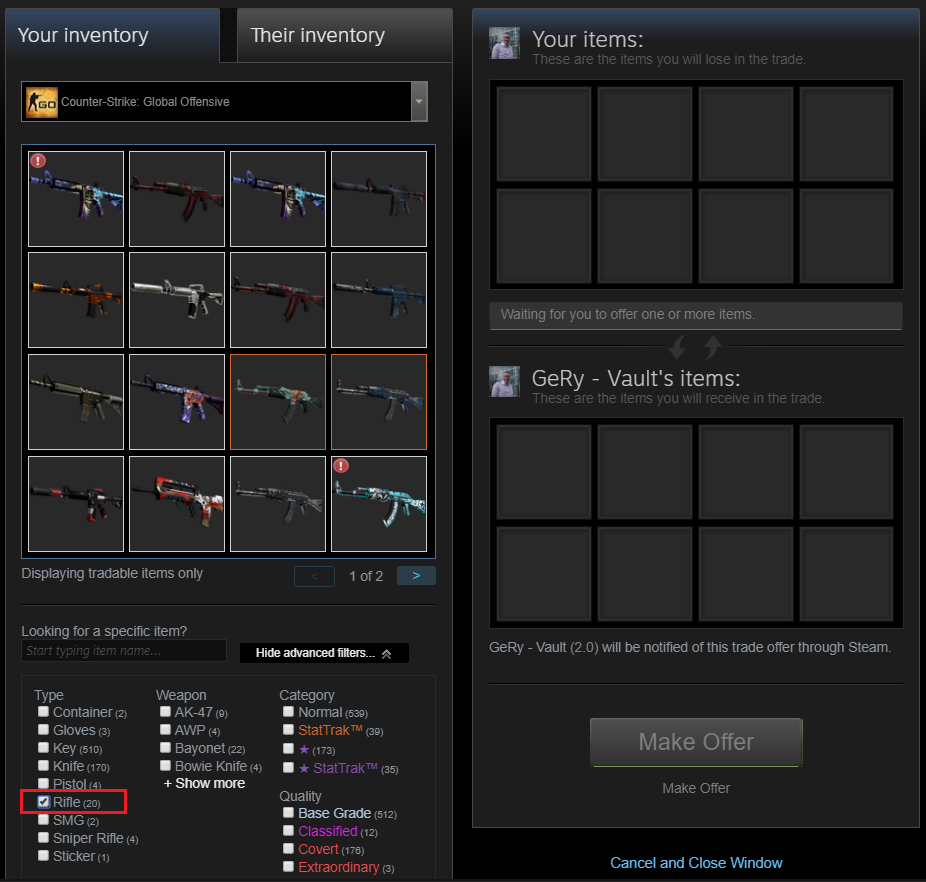 Your inventory
Their inventory
GO
Counter-Strike: Global Offensive
!
!
Displaying tradable items only
< 1 of 2 >
Looking for a specific item?
Start typing item name...
Hide advanced filters...
Type
Container (2)
Gloves (3)
Key (510)
Knife (170)
Pistol (4)
Rifle (20)
SMG (2)
Sniper Rifle (4)
Sticker (1)
Weapon
AK-47 (9)
AWP (4)
Bayonet (22)
Bowie Knife (4)
+ Show more
Category
Normal (539)
StatTrak™ (39)
★ (173)
★ StatTrak™ (35)
Quality
Base Grade (512)
Classified (12)
Covert (176)
Extraordinary (3)
Your items:
These are the items you will lose in the trade.
Waiting for you to offer one or more items.
GeRy - Vault's items:
These are the items you will receive in the trade.
GeRy - Vault (2.0) will be notified of this trade offer through Steam.
Make Offer
Make Offer
Cancel and Close Window